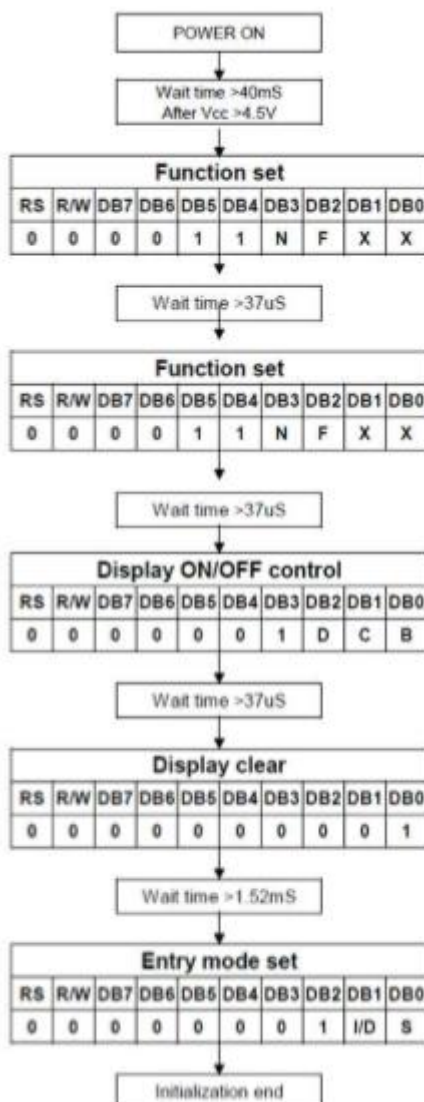 POWER ON
Wait time >40mS
After Vcc >4.5V
Function set
RS R/W DB7 DB6 DB5 DB4 DB3 DB2 DB1 DB0
0 0 0 0 1 1 N F X X
Wait time >37uS
Function set
RS R/W DB7 DB6 DB5 DB4 DB3 DB2 DB1 DB0
0 0 0 0 1 1 N F X X
Wait time >37uS
Display ON/OFF control
RS R/W DB7 DB6 DB5 DB4 DB3 DB2 DB1 DB0
0 0 0 0 0 0 1 D C B
Wait time >37uS
Display clear
RS R/W DB7 DB6 DB5 DB4 DB3 DB2 DB1 DB0
0 0 0 0 0 0 0 0 0 1
Wait time >1.52mS
Entry mode set
RS R/W DB7 DB6 DB5 DB4 DB3 DB2 DB1 DB0
0 0 0 0 0 0 0 1 I/D S
Initialization end